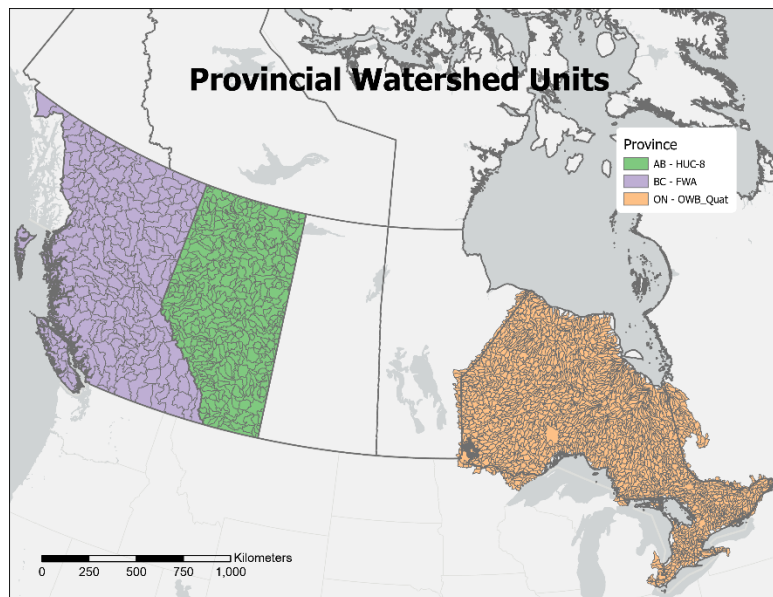 Provincial Watershed Units
Province
AB - HUC-8
BC - FWA
ON - OWB_Quat
Kilometers
0 250 500 750 1,000